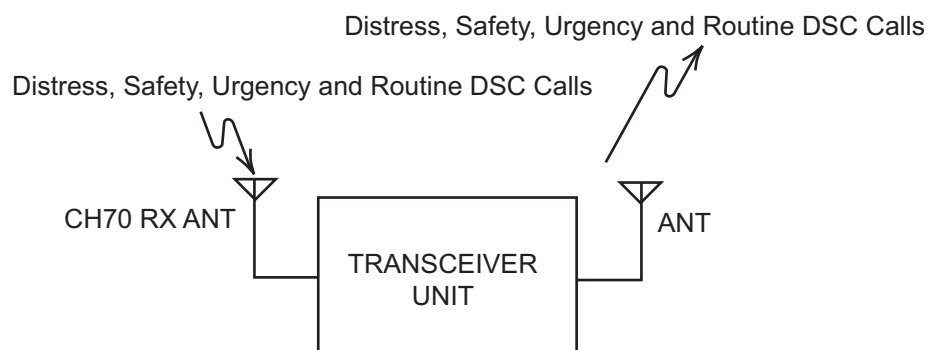 Distress, Safety, Urgency and Routine DSC Calls
Distress, Safety, Urgency and Routine DSC Calls
CH70 RX ANT
ANT
TRANSCEIVER
UNIT